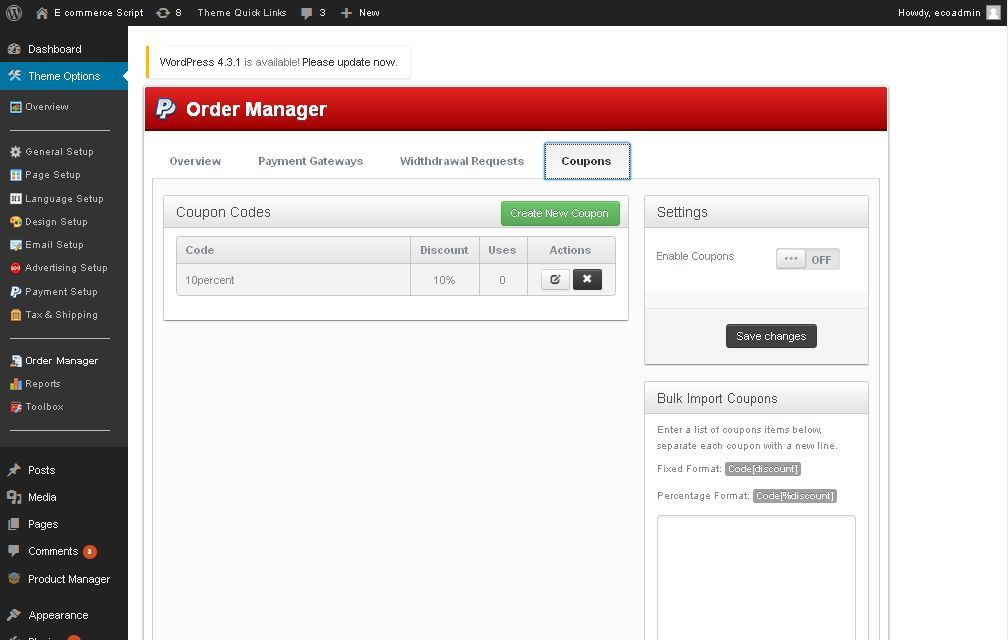 E commerce Script 8 Theme Quick Links 3 New Howdy, ecoadmin
Dashboard
Theme Options
Overview
General Setup
Page Setup
Language Setup
Design Setup
Email Setup
Advertising Setup
Payment Setup
Tax & Shipping
Order Manager
Reports
Toolbox
Posts
Media
Pages
Comments 3
Product Manager
Appearance
WordPress 4.3.1 is available! Please update now.
Order Manager
Overview Payment Gateways Widthdrawal Requests Coupons
Coupon Codes Create New Coupon
Code Discount Uses Actions
10percent 10% 0
Settings
Enable Coupons OFF
Save changes
Bulk Import Coupons
Enter a list of coupons items below,
separate each coupon with a new line.
Fixed Format: Code[discount]
Percentage Format: Code[%discount]